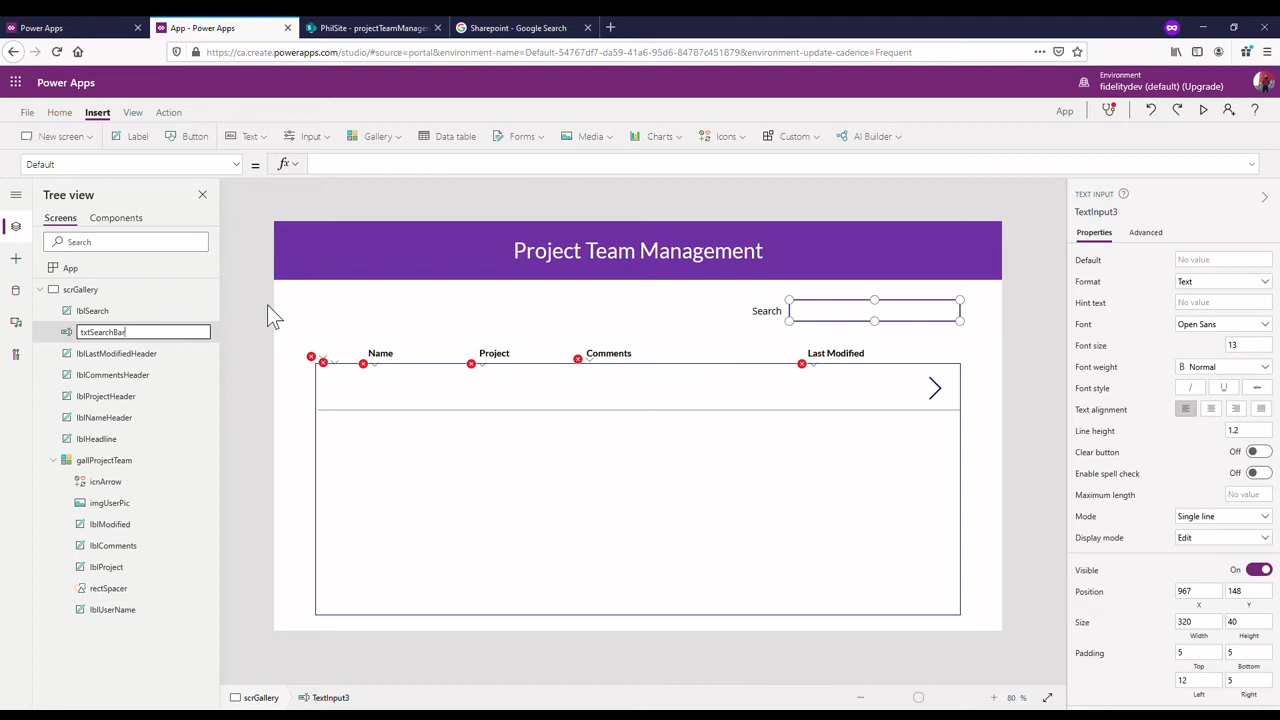 Power Apps
App - Power Apps
PhilSite - projectTeamManagem
Sharepoint - Google Search
https://ca.create.powerapps.com/studio/#source=portal&environment-name=Default-54767df7-da59-41a6-95d6-84787c451879&environment-update-cadence=Frequent
Power Apps
Environment
fidelitydev (default) (Upgrade)
File Home Insert View Action
App
New screen Label Button Text Input Gallery Data table Forms Media Charts Icons Custom AI Builder
Default = fx
Tree view
Screens Components
Search
App
scrGallery
lblSearch
txtSearchBar
lblLastModifiedHeader
lblCommentsHeader
lblProjectHeader
lblNameHeader
lblHeadline
gallProjectTeam
icnArrow
imgUserPic
lblModified
lblComments
lblProject
rectSpacer
lblUserName
Project Team Management
Search
Name Project Comments Last Modified
scrGallery TextInput3
80 %
TEXT INPUT
TextInput3
Properties Advanced
Default No value
Format Text
Hint text No value
Font Open Sans
Font size 13
Font weight B Normal
Font style / U abc
Text alignment
Line height 1.2
Clear button Off
Enable spell check Off
Maximum length No value
Mode Single line
Display mode Edit
Visible On
Position 967 148
X Y
Size 320 40
Width Height
Padding 5 5
Top Bottom
12 5
Left Right